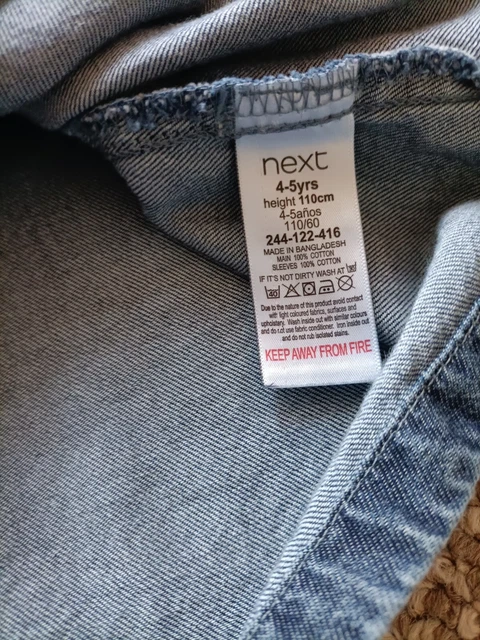 next
4-5yrs
height 110cm
4-5años
110/60
244-122-416
MADE IN BANGLADESH
MAIN 100% COTTON
SLEEVES 100% COTTON
IF IT'S NOT DIRTY WASH AT 30
40
Due to the nature of this product avoid contact
with light coloured fabrics, surfaces and
upholstary. Wash inside out with similar colours
and do not use fabric conditioner. Iron inside out
and do not rub isolated stains.
KEEP AWAY FROM FIRE